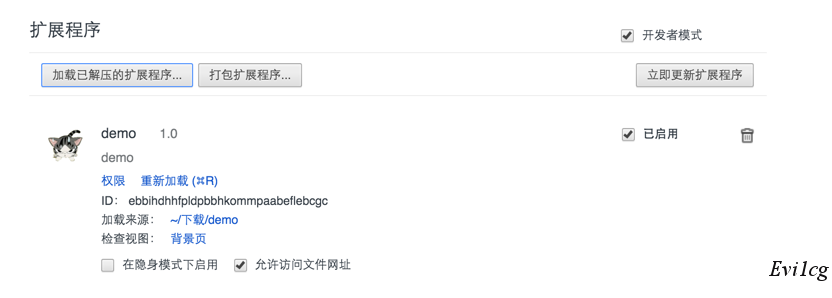 扩展程序
开发者模式
加载已解压的扩展程序... 打包扩展程序... 立即更新扩展程序
demo 1.0 已启用
demo
权限 重新加载 (⌘R)
ID： ebbihdhhfpldpbbhkommpaabeflebcgc
加载来源： ~/下载/demo
检查视图： 背景页
在隐身模式下启用 允许访问文件网址
Evi1cg